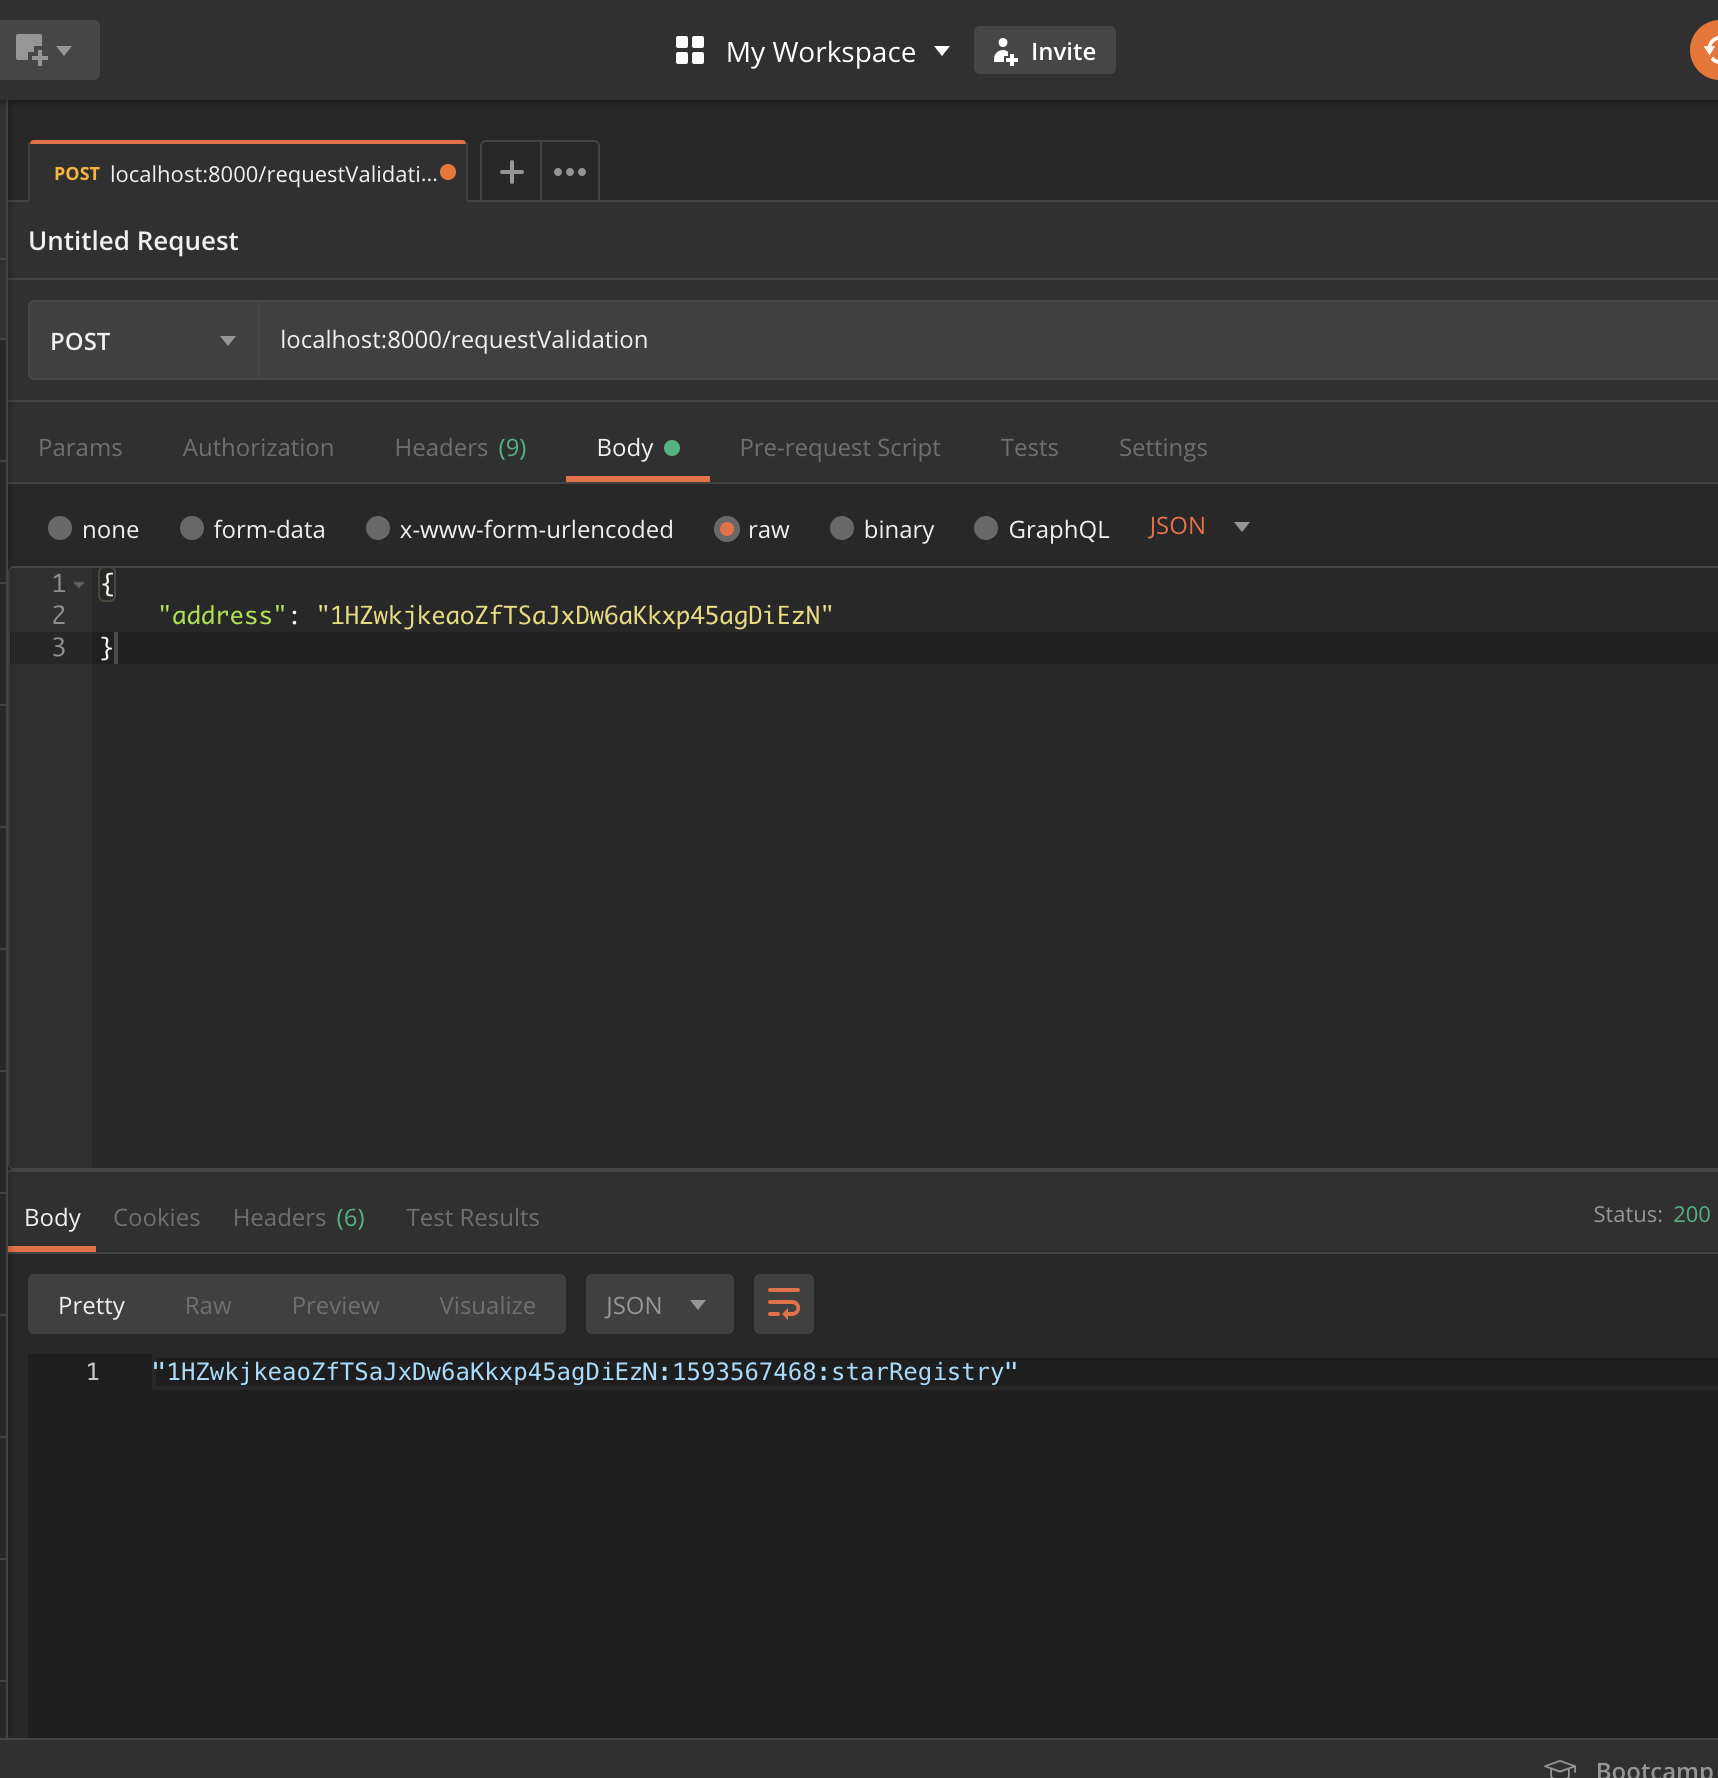 My Workspace
Invite
POST localhost:8000/requestValidati...
Untitled Request
POST localhost:8000/requestValidation
Params Authorization Headers (9) Body Pre-request Script Tests Settings
none form-data x-www-form-urlencoded raw binary GraphQL JSON
1 {
2 "address": "1HZwkjkeaoZfTSaJxDw6aKkxp45agDiEzN"
3 }
Body Cookies Headers (6) Test Results Status: 200
Pretty Raw Preview Visualize JSON
1 "1HZwkjkeaoZfTSaJxDw6aKkxp45agDiEzN:1593567468:starRegistry"
Bootcamp